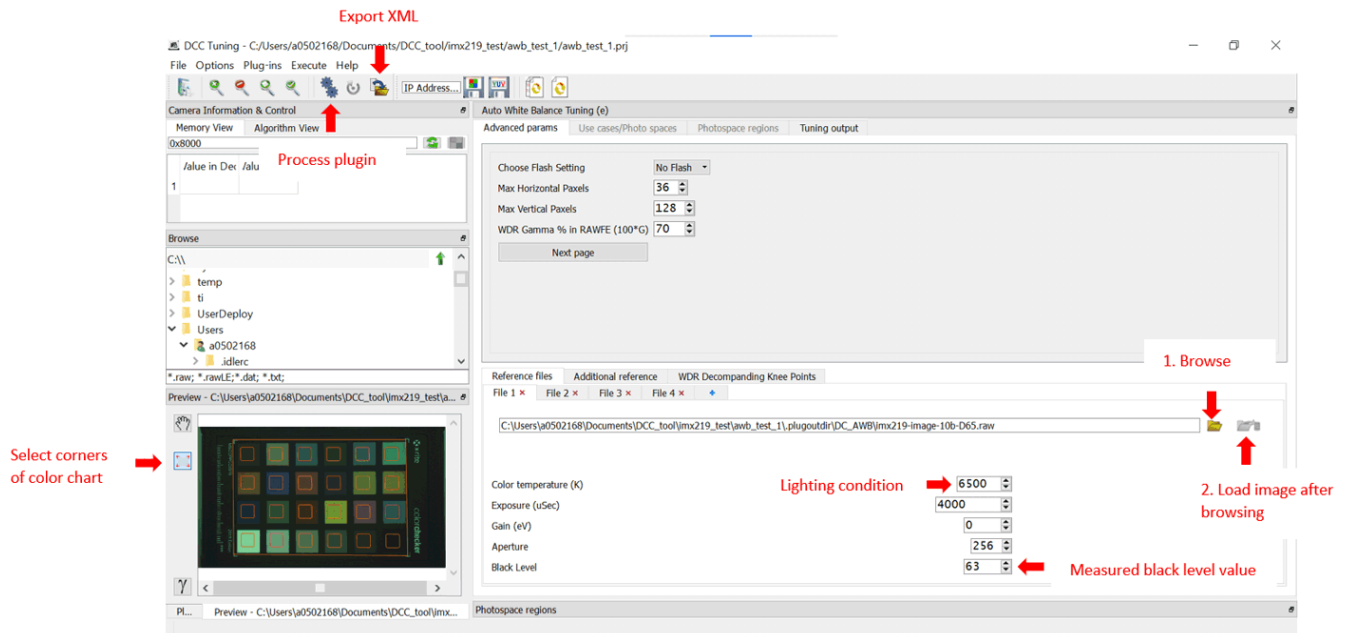 Export XML
DCC Tuning - C:/Users/a0502168/Documents/DCC_tool/imx219_test/awb_test_1/awb_test_1.prj
File Options Plug-ins Execute Help
IP Address...
YUV
Camera Information & Control
Auto White Balance Tuning (e)
Memory View Algorithm View
Advanced params Use cases/Photo spaces Photospace regions Tuning output
0x8000
Process plugin
/alue in Dec /alu
1
Choose Flash Setting No Flash
Max Horizontal Paxels 36
Max Vertical Paxels 128
WDR Gamma % in RAWFE (100*G) 70
Next page
Browse
C:\\
temp
ti
UserDeploy
Users
a0502168
.idlerc
*.raw; *.rawLE;*.dat; *.txt;
1. Browse
Reference files Additional reference WDR Decompanding Knee Points
File 1 × File 2 × File 3 × File 4 ×
Preview - C:\Users\a0502168\Documents\DCC_tool\imx219_test\a...
C:\Users\a0502168\Documents\DCC_tool\imx219_test\awb_test_1\.plugoutdir\DC_AWB\imx219-image-10b-D65.raw
x-rite
colorchecker
Select corners
of color chart
Color temperature (K) Lighting condition 6500
2. Load image after
browsing
Exposure (uSec) 4000
Gain (eV) 0
Aperture 256
Black Level 63 Measured black level value
γ
Pl... Preview - C:\Users\a0502168\Documents\DCC_tool\imx...
Photospace regions